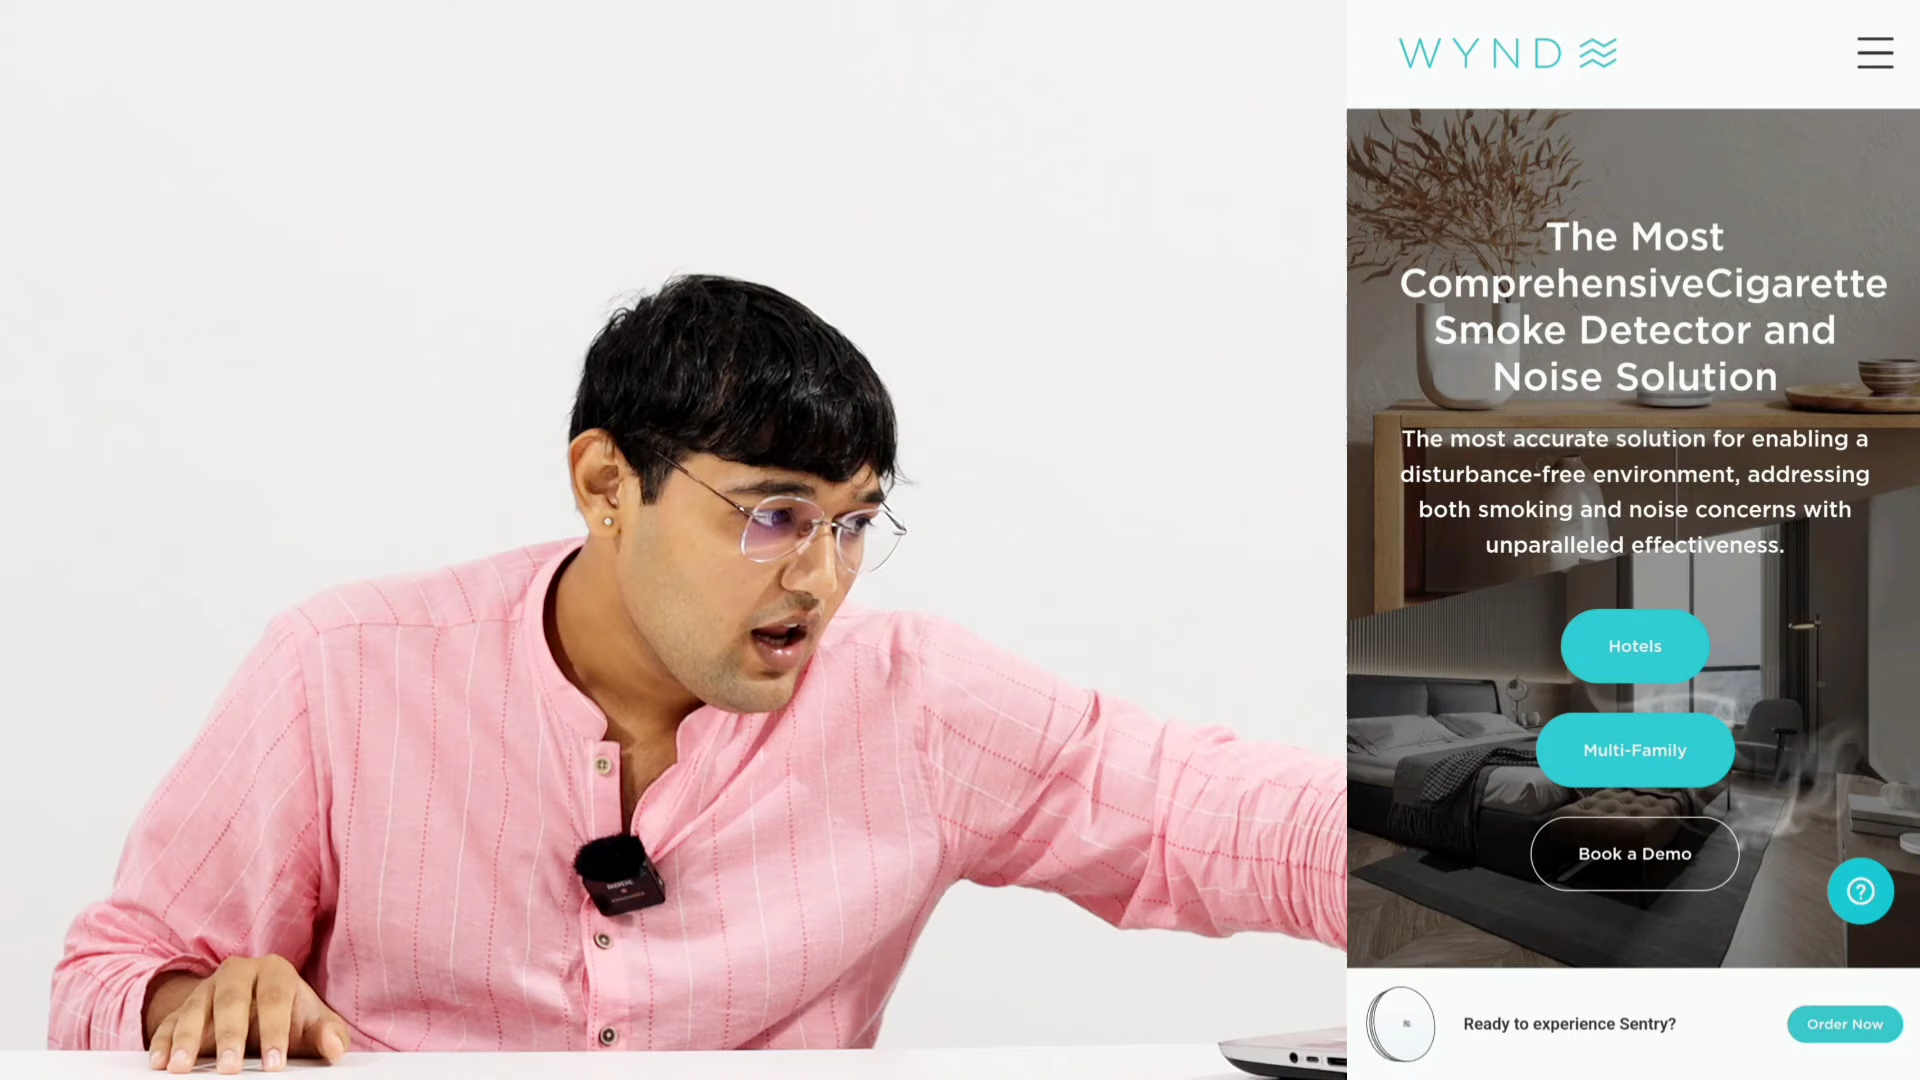 WYND
The Most
ComprehensiveCigarette
Smoke Detector and
Noise Solution
The most accurate solution for enabling a
disturbance-free environment, addressing
both smoking and noise concerns with
unparalleled effectiveness.
Hotels
Multi-Family
Book a Demo
Ready to experience Sentry?
Order Now
RODE